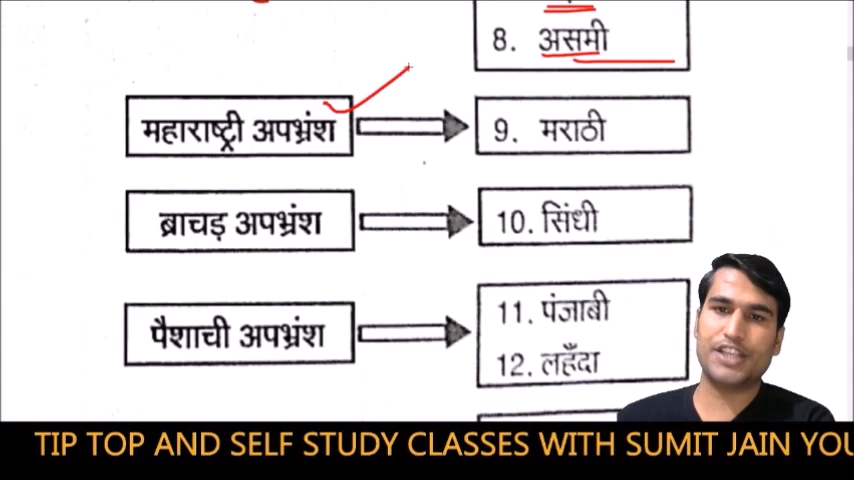 8. असमी
महाराष्ट्री अपभ्रंश
9. मराठी
ब्राचड़ अपभ्रंश
10. सिंधी
पैशाची अपभ्रंश
11. पंजाबी
12. लहँदा
TIP TOP AND SELF STUDY CLASSES WITH SUMIT JAIN YOU